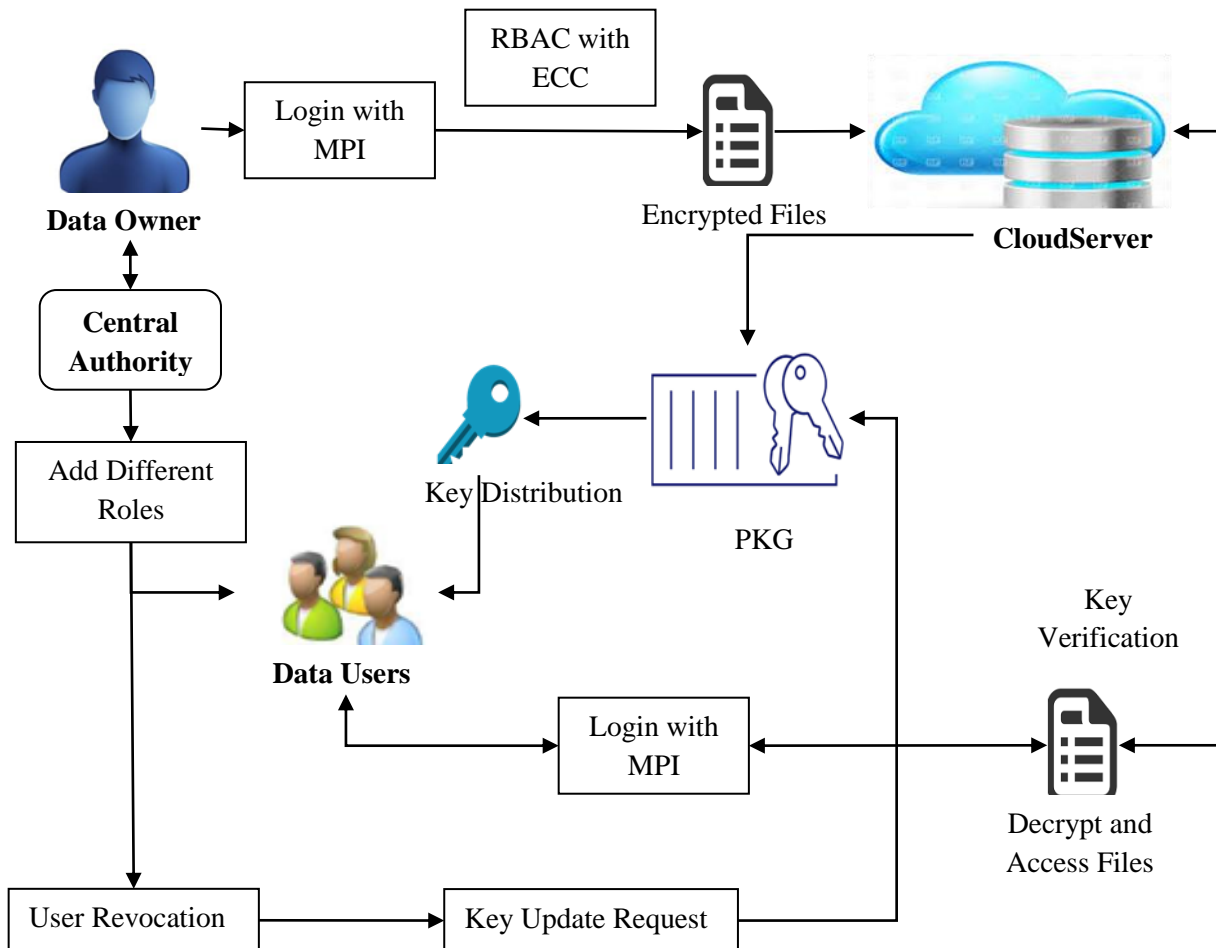 RBAC with
ECC
Login with
MPI
Encrypted Files
Data Owner
CloudServer
Central
Authority
Add Different
Roles
Key Distribution
PKG
Data Users
Key
Verification
Login with
MPI
Decrypt and
Access Files
User Revocation
Key Update Request